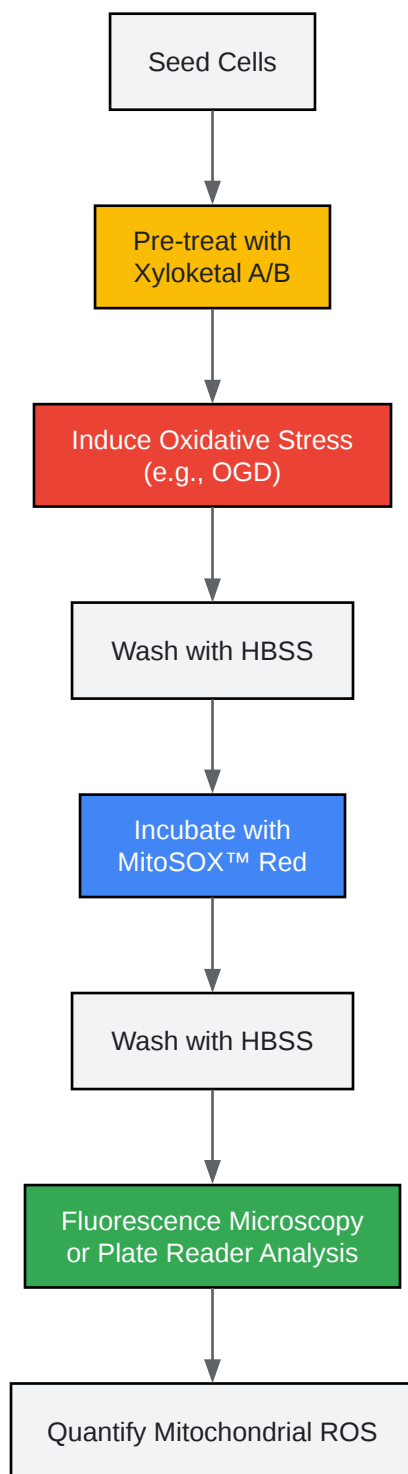 Seed Cells
Pre-treat with
Xyloketal A/B
Induce Oxidative Stress
(e.g., OGD)
Wash with HBSS
Incubate with
MitoSOX™ Red
Wash with HBSS
Fluorescence Microscopy
or Plate Reader Analysis
Quantify Mitochondrial ROS